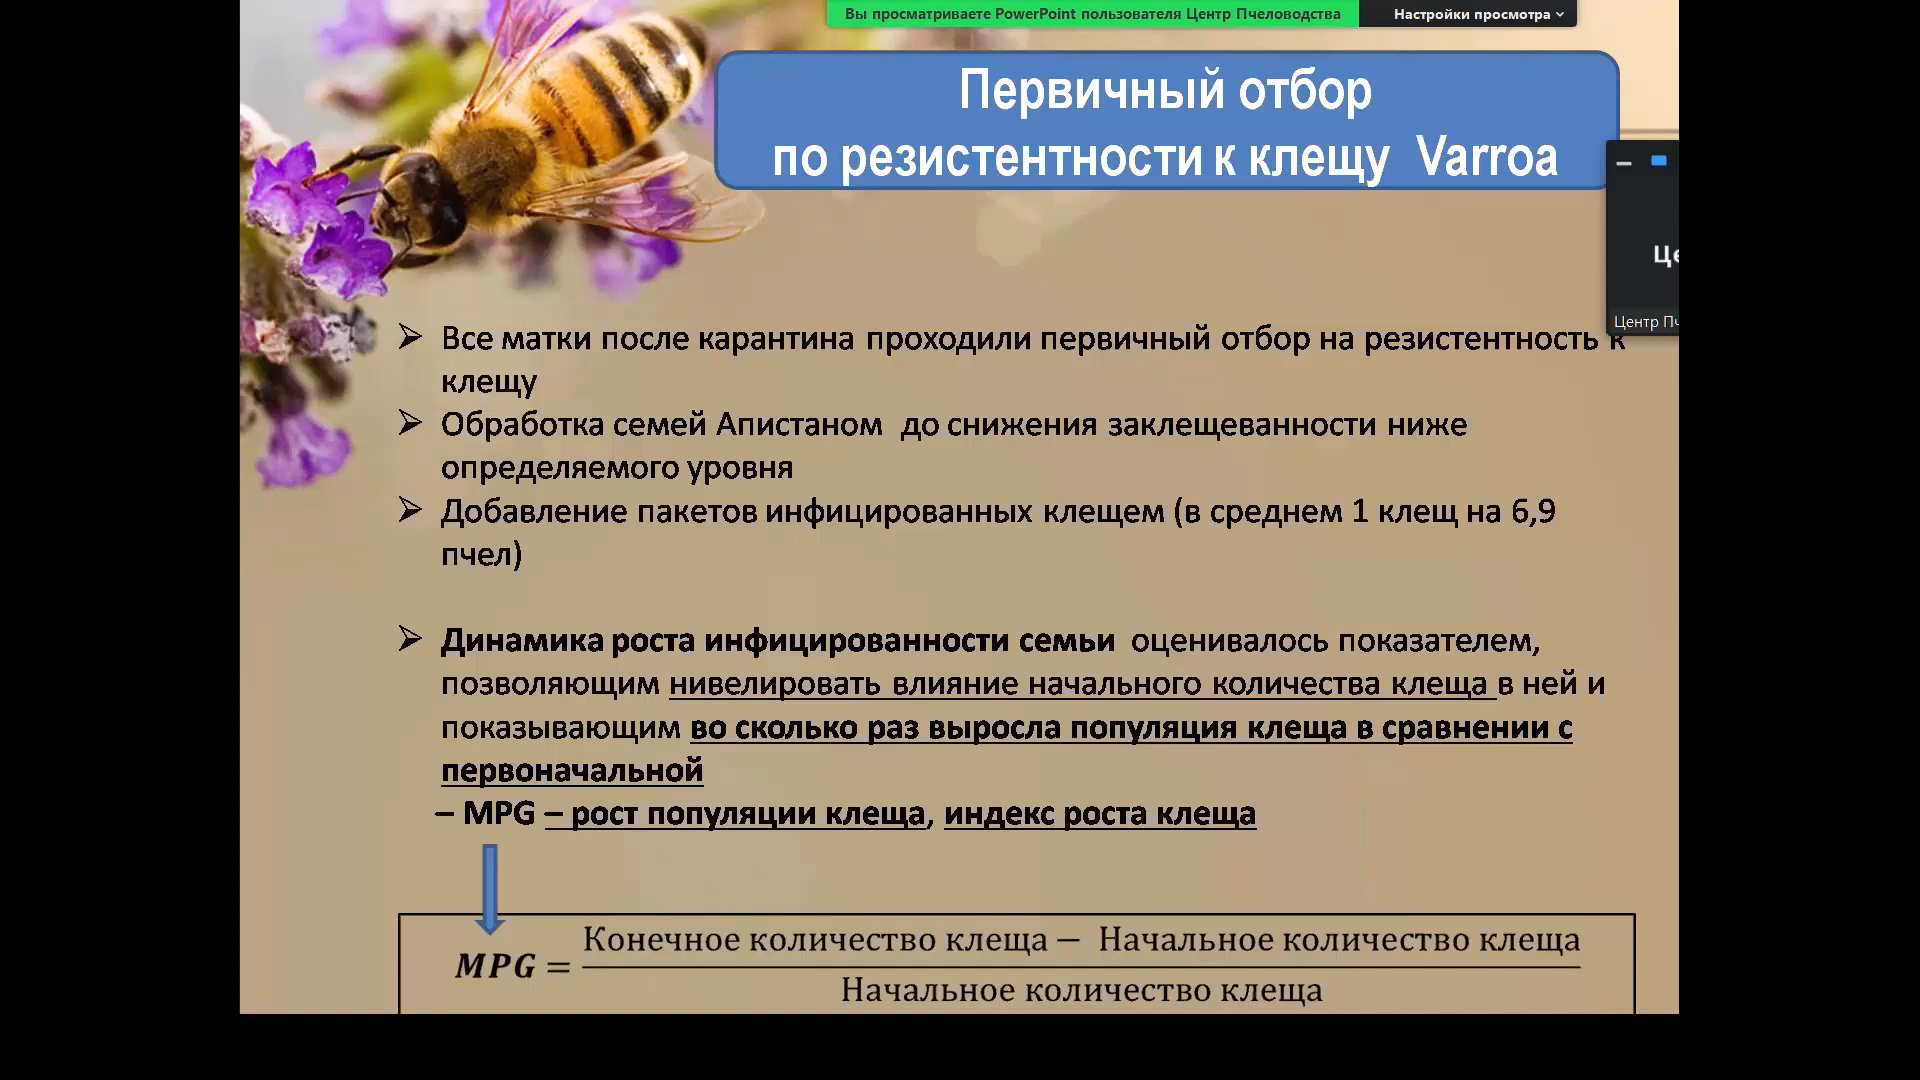 Вы просматриваете PowerPoint пользователя Центр Пчеловодства
Настройки просмотра
Первичный отбор
по резистентности к клещу Varroa
Центр
➢ Все матки после карантина проходили первичный отбор на резистентность к
клещу
➢ Обработка семей Апистаном до снижения заклещеванности ниже
определяемого уровня
➢ Добавление пакетов инфицированных клещем (в среднем 1 клещ на 6,9
пчел)
➢ Динамика роста инфицированности семьи оценивалось показателем,
позволяющим нивелировать влияние начального количества клеща в ней и
показывающим во сколько раз выросла популяция клеща в сравнении с
первоначальной
– MPG – рост популяции клеща, индекс роста клеща
Конечное количество клеща − Начальное количество клеща
MPG =
Начальное количество клеща